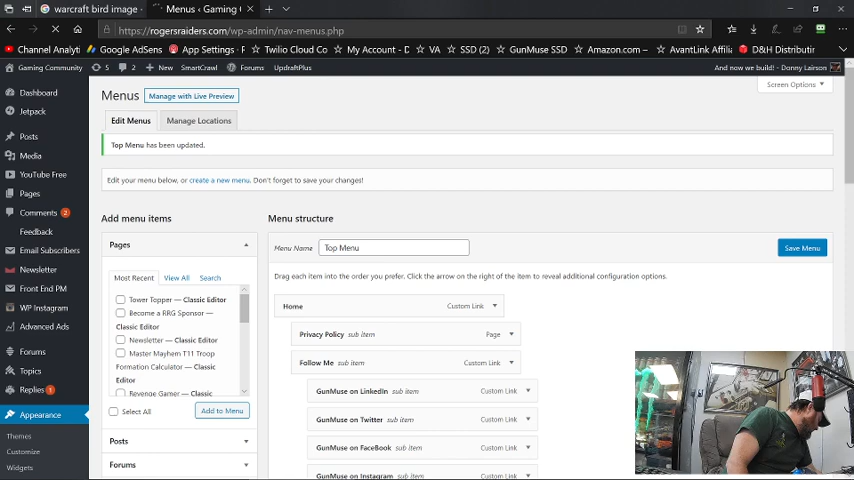 warcraft bird image
Menus ‹ Gaming
https://rogersraiders.com/wp-admin/nav-menus.php
Channel Analyti
Google AdSens
App Settings - F
Twilio Cloud Co
My Account - D
VA
SSD (2)
GunMuse SSD
Amazon.com –
AvantLink Affilia
D&H Distributir
Gaming Community
5
2
New
SmartCrawl
Forums
UpdraftPlus
And now we build! - Donny Lairson
Dashboard
Jetpack
Posts
Media
YouTube Free
Pages
Comments 2
Feedback
Email Subscribers
Newsletter
Front End PM
WP Instagram
Advanced Ads
Forums
Topics
Replies 1
Appearance
Themes
Customize
Widgets
Menus
Manage with Live Preview
Screen Options
Edit Menus
Manage Locations
Top Menu has been updated.
Edit your menu below, or create a new menu. Don't forget to save your changes!
Add menu items
Pages
Most Recent
View All
Search
Tower Topper — Classic Editor
Become a RRG Sponsor —
Classic Editor
Newsletter — Classic Editor
Master Mayhem T11 Troop
Formation Calculator — Classic
Editor
Revenge Gamer — Classic
Select All
Add to Menu
Posts
Forums
Menu structure
Menu Name
Top Menu
Save Menu
Drag each item into the order you prefer. Click the arrow on the right of the item to reveal additional configuration options.
Home
Custom Link
Privacy Policy sub item
Page
Follow Me sub item
Custom Link
GunMuse on LinkedIn sub item
Custom Link
GunMuse on Twitter sub item
Custom Link
GunMuse on FaceBook sub item
Custom Link
GunMuse on Instagram sub item
Custom Link